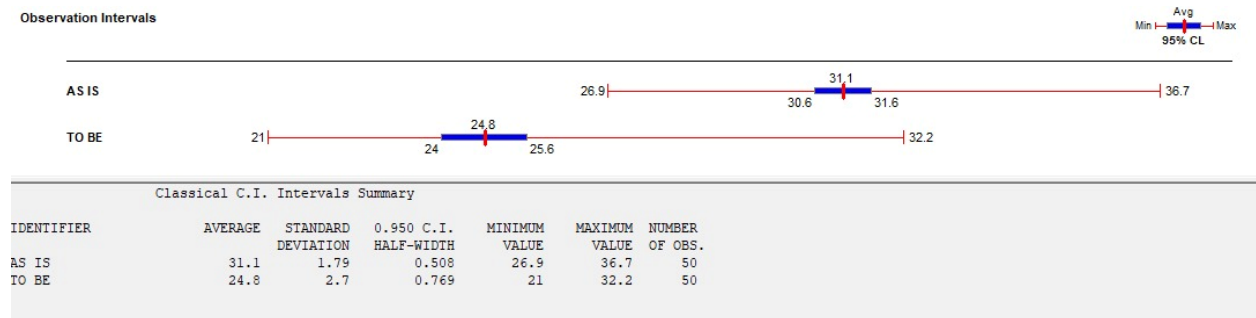 Observation Intervals
Avg
Min Max
95% CL
AS IS 26.9 31.1 36.7
30.6 31.6
TO BE 21 24.8 32.2
24 25.6
Classical C.I. Intervals Summary
IDENTIFIER AVERAGE STANDARD 0.950 C.I. MINIMUM MAXIMUM NUMBER
DEVIATION HALF-WIDTH VALUE VALUE OF OBS.
AS IS 31.1 1.79 0.508 26.9 36.7 50
TO BE 24.8 2.7 0.769 21 32.2 50